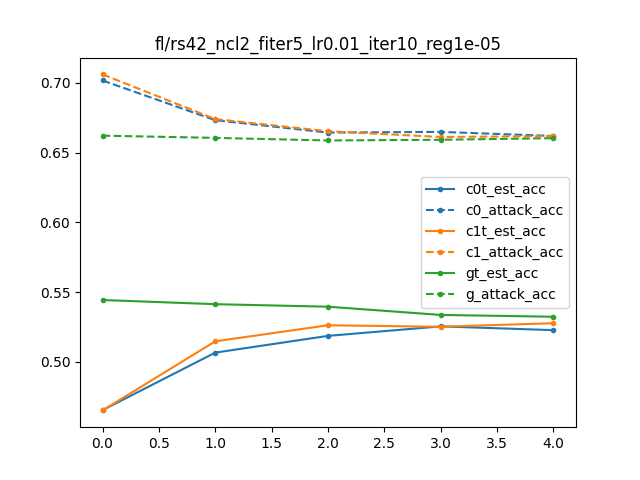 fl/rs42_ncl2_fiter5_lr0.01_iter10_reg1e-05
0.70
0.65
0.60
0.55
0.50
c0t_est_acc
c0_attack_acc
c1t_est_acc
c1_attack_acc
gt_est_acc
g_attack_acc
0.0 0.5 1.0 1.5 2.0 2.5 3.0 3.5 4.0